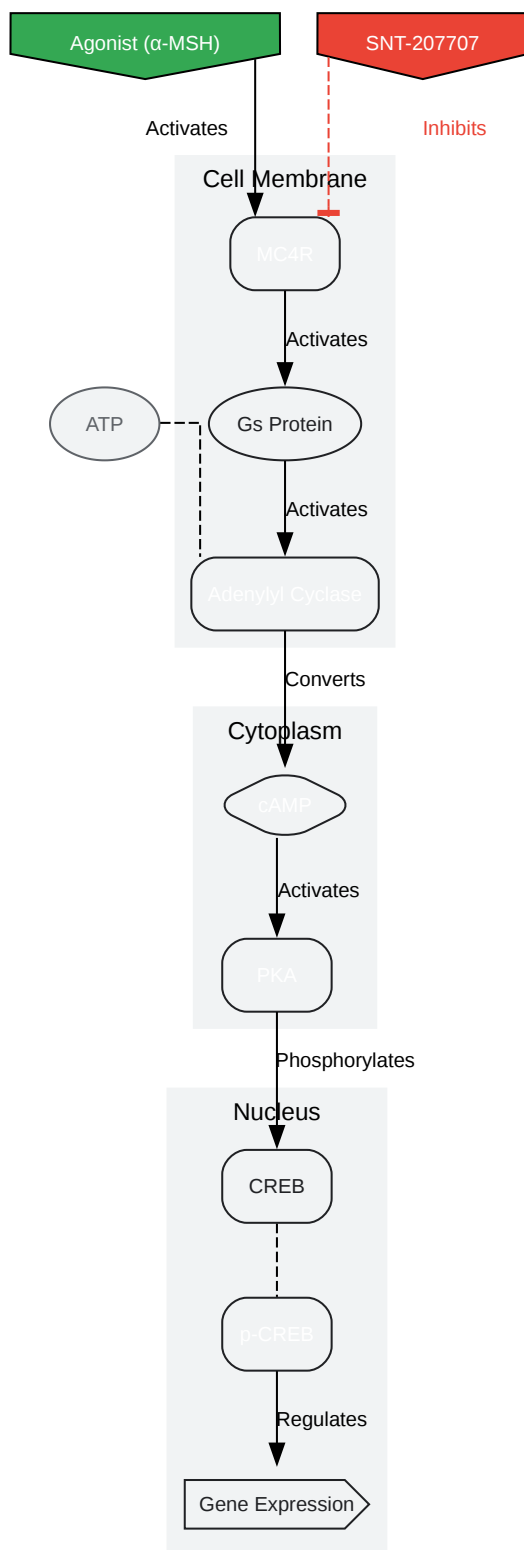 Agonist (α-MSH)
SNT-207707
Activates
Inhibits
Cell Membrane
MC4R
Activates
ATP
Gs Protein
Activates
Adenylyl Cyclase
Converts
Cytoplasm
cAMP
Activates
PKA
Phosphorylates
Nucleus
CREB
p-CREB
Regulates
Gene Expression